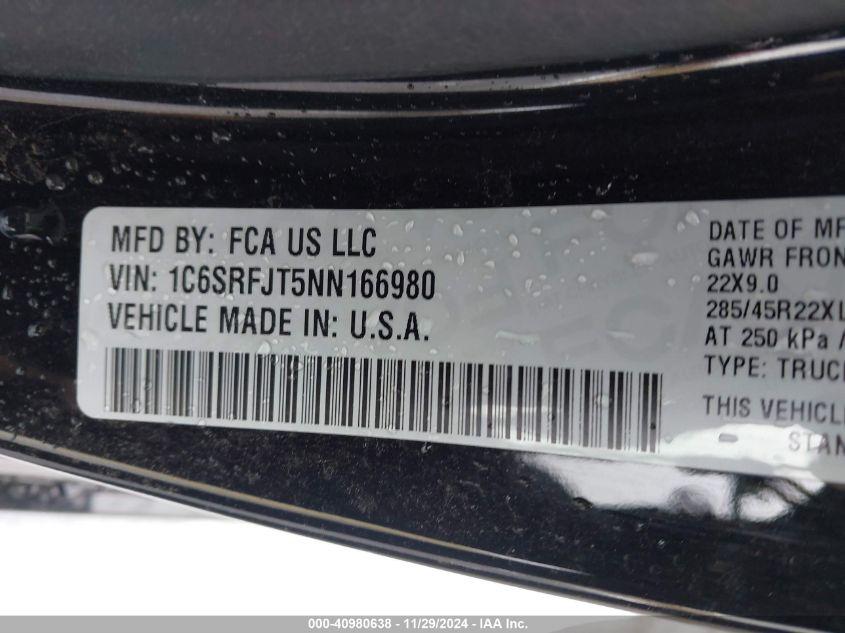 MFD BY: FCA US LLC
VIN: 1C6SRFJT5NN166980
VEHICLE MADE IN: U.S.A.
DATE OF MF
GAWR FRON
22X9.0
285/45R22XL
AT 250 kPa /
TYPE: TRUC
THIS VEHICL
STAN
000-40980638 - 11/29/2024 - IAA Inc.